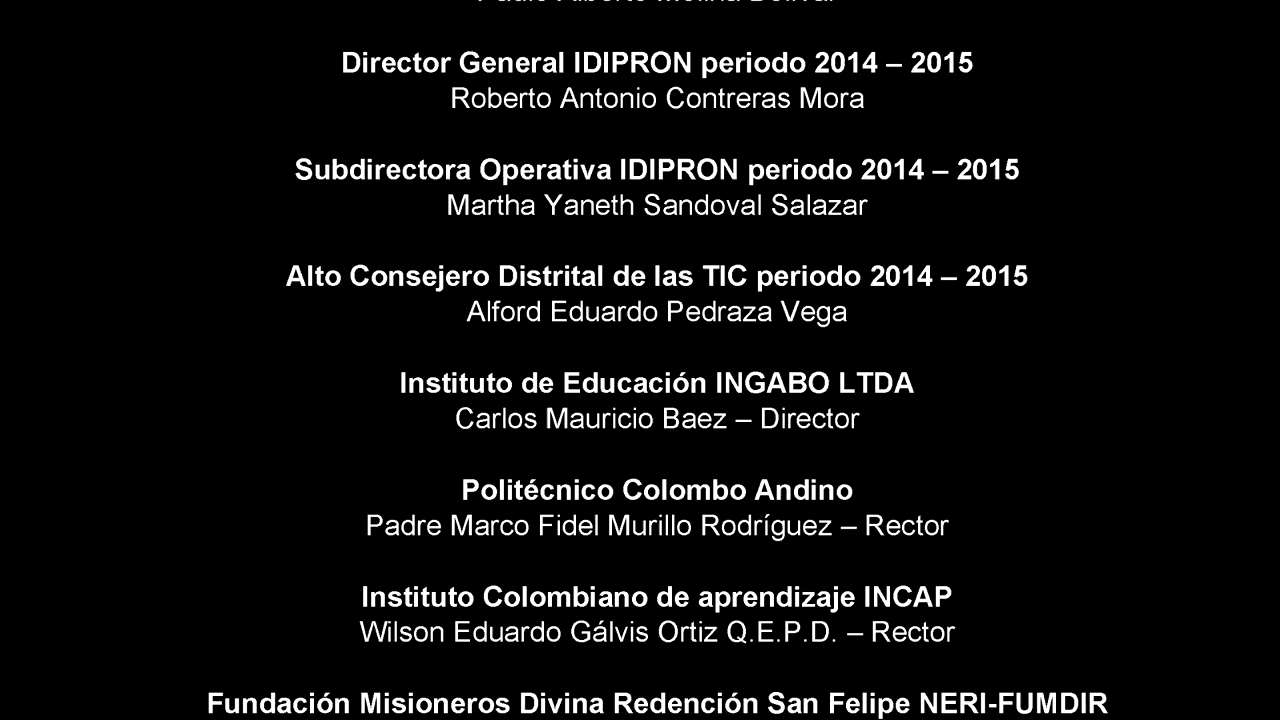 Director General IDIPRON periodo 2014 – 2015
Roberto Antonio Contreras Mora
Subdirectora Operativa IDIPRON periodo 2014 – 2015
Martha Yaneth Sandoval Salazar
Alto Consejero Distrital de las TIC periodo 2014 – 2015
Alford Eduardo Pedraza Vega
Instituto de Educación INGABO LTDA
Carlos Mauricio Baez – Director
Politécnico Colombo Andino
Padre Marco Fidel Murillo Rodríguez – Rector
Instituto Colombiano de aprendizaje INCAP
Wilson Eduardo Gálvis Ortiz Q.E.P.D. – Rector
Fundación Misioneros Divina Redención San Felipe NERI-FUMDIR